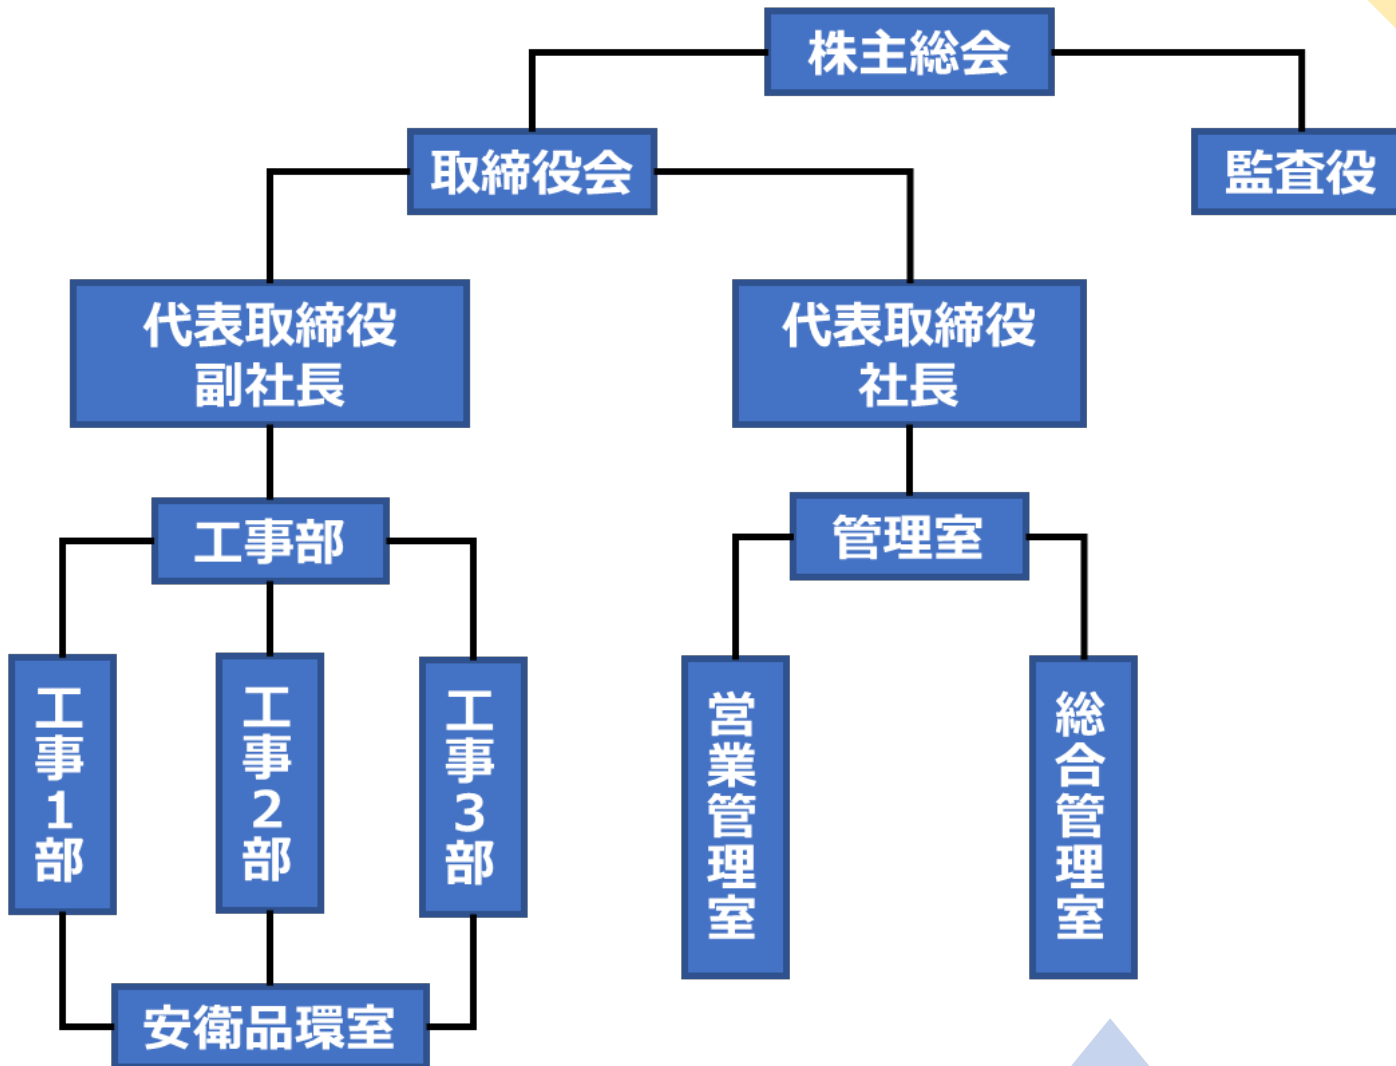 株主総会
取締役会
監査役
代表取締役
副社長
代表取締役
社長
工事部
管理室
工事1部
工事2部
工事3部
営業管理室
総合管理室
安衛品環室